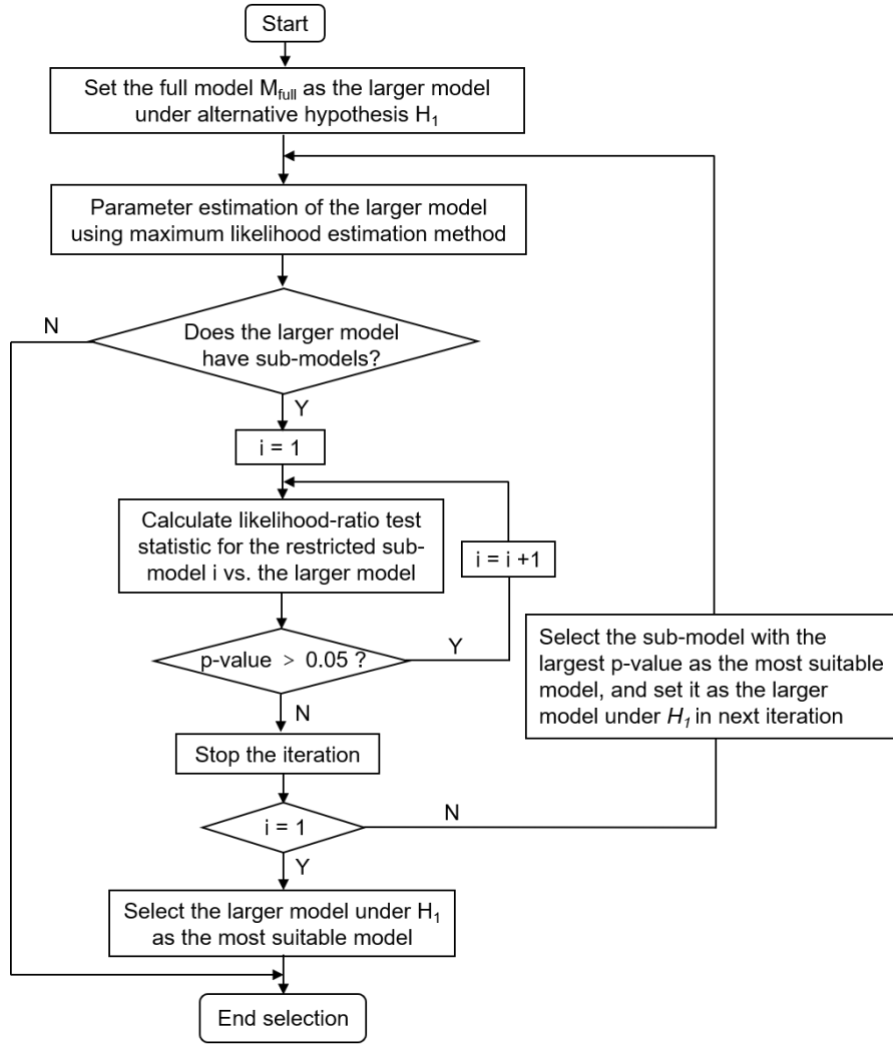 Start
Set the full model Mfull as the larger model
under alternative hypothesis H1
Parameter estimation of the larger model
using maximum likelihood estimation method
N
Does the larger model
have sub-models?
Y
i = 1
Calculate likelihood-ratio test
statistic for the restricted sub-
model i vs. the larger model
i = i +1
p-value > 0.05 ?
Y
N
Select the sub-model with the
largest p-value as the most suitable
model, and set it as the larger
model under H1 in next iteration
Stop the iteration
i = 1
N
Y
Select the larger model under H1
as the most suitable model
End selection